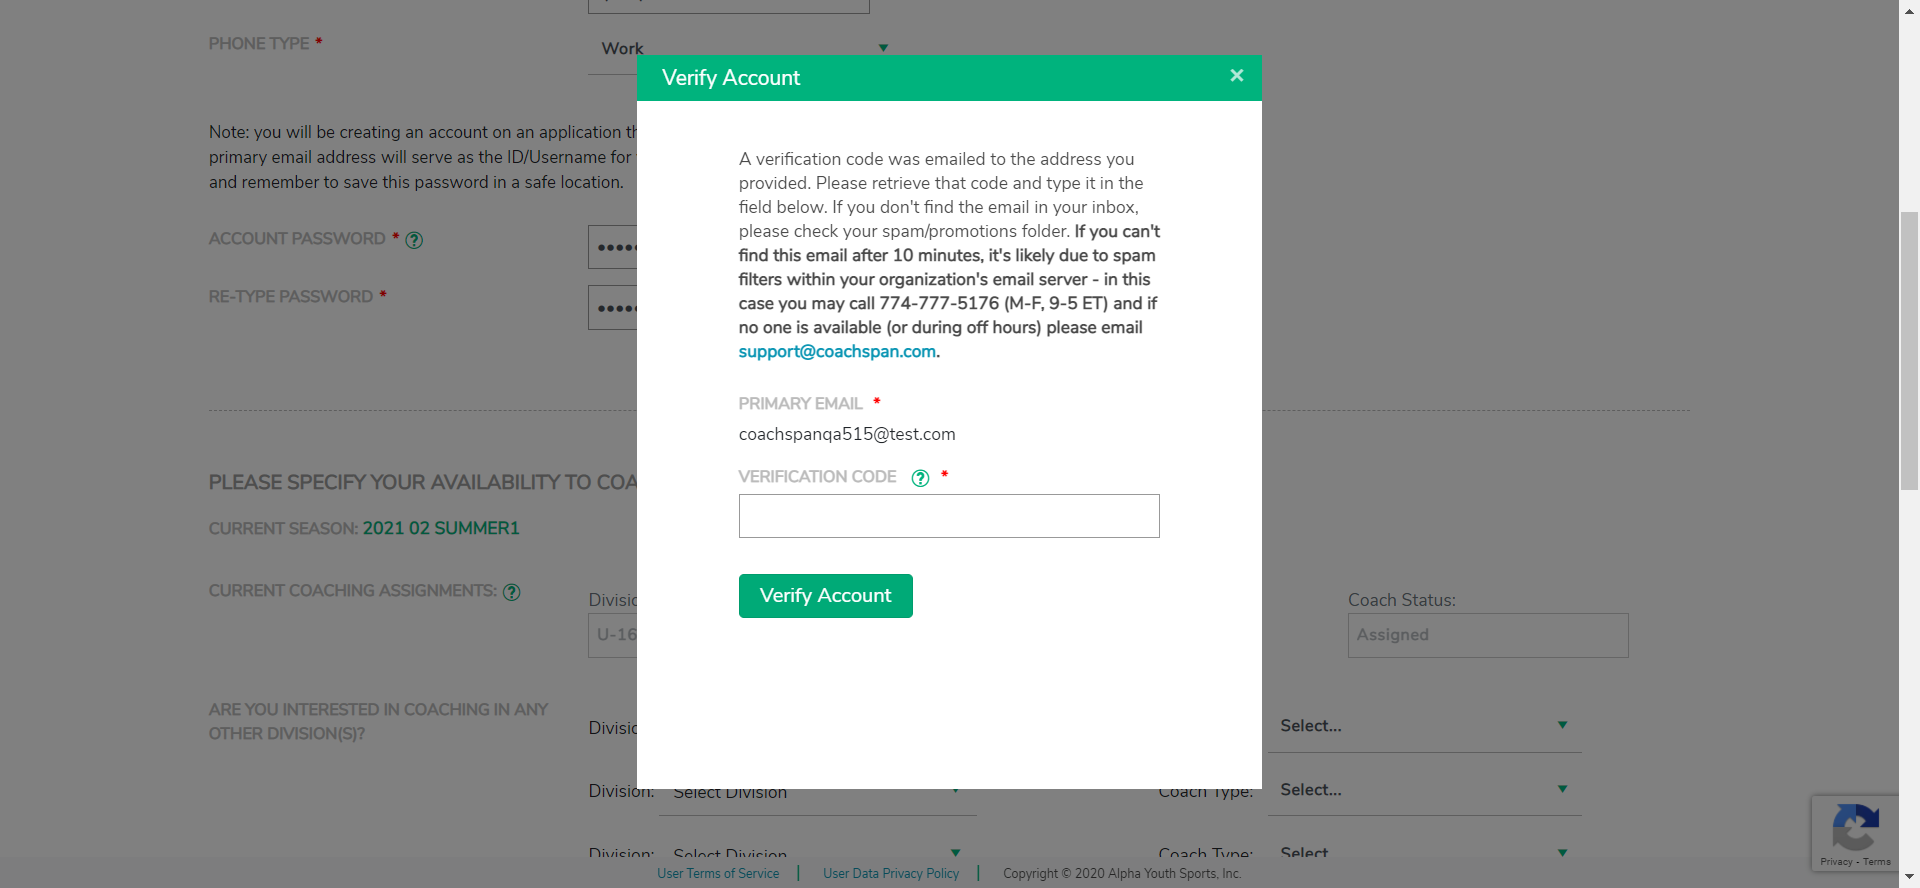 PHONE TYPE *
Work
Verify Account
×
Note: you will be creating an account on an application th
primary email address will serve as the ID/Username for
and remember to save this password in a safe location.
A verification code was emailed to the address you
provided. Please retrieve that code and type it in the
field below. If you don't find the email in your inbox,
please check your spam/promotions folder. If you can't
find this email after 10 minutes, it's likely due to spam
filters within your organization's email server - in this
case you may call 774-777-5176 (M-F, 9-5 ET) and if
no one is available (or during off hours) please email
support@coachspan.com.
ACCOUNT PASSWORD * ?
RE-TYPE PASSWORD *
PRIMARY EMAIL *
coachspanqa515@test.com
VERIFICATION CODE ? *
Verify Account
PLEASE SPECIFY YOUR AVAILABILITY TO COA
CURRENT SEASON: 2021 02 SUMMER1
CURRENT COACHING ASSIGNMENTS: ?
Divisio
U-16
Coach Status:
Assigned
ARE YOU INTERESTED IN COACHING IN ANY
OTHER DIVISION(S)?
Divisio
Select...
Division: Select Division Coach Type: Select...
Division: Select Division Coach Type: Select
Privacy - Terms
User Terms of Service | User Data Privacy Policy | Copyright © 2020 Alpha Youth Sports, Inc.